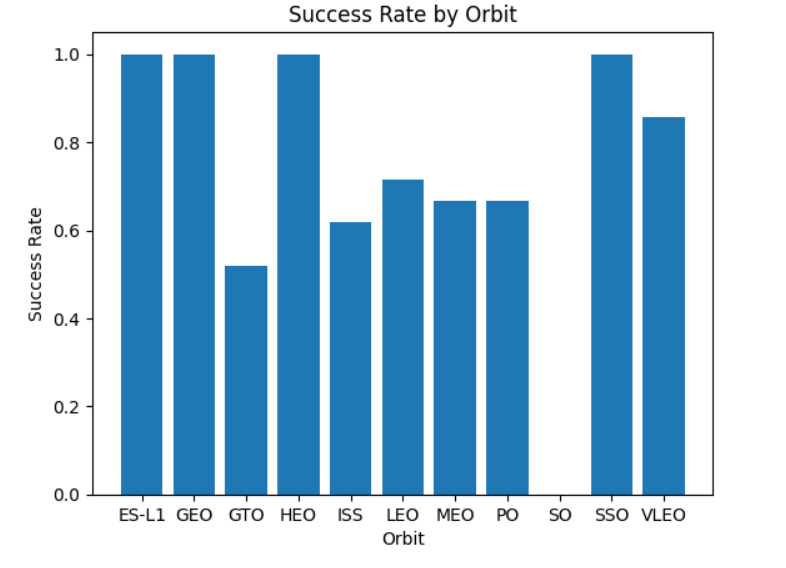 Success Rate by Orbit
1.0
0.8
0.6
0.4
0.2
0.0
Success Rate
ES-L1 GEO GTO HEO ISS LEO MEO PO SO SSO VLEO
Orbit